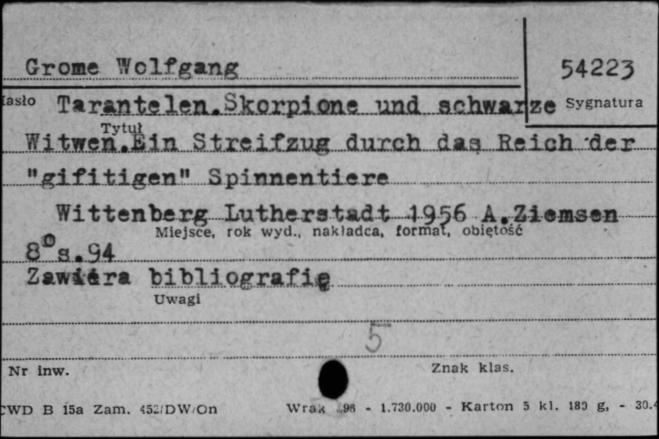 Grome Wolfgang
54223
Hasło Tarantelen.Skorpione und schwarze Sygnatura
Tytuł
Witwen.Ein Streifzug durch das Reich der
"gifitigen" Spinnentiere
Wittenberg Lutherstadt 1956 A.Ziemsen
Miejsce, rok wyd., nakładca, format, objętość
8° s.94
Zawiera bibliografię
Uwagi
5
Nr inw. Znak klas.
CWD B 15a Zam. 452/DW/On Wrak 96 - 1.730.000 - Karton 5 kl. 180 g, - 30.4